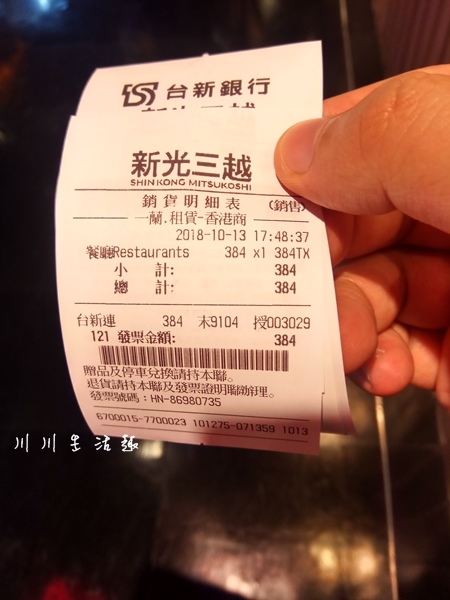 台新銀行
新光三越
SHINKONG MITSUKOSHI
銷貨明細表 (銷售)
一蘭.租賃-香港商
2018-10-13 17:48:37
餐廳Restaurants 384 x1 384TX
小 計: 384
總 計: 384
台新連 384 末9104 授003029
121 發票金額: 384
贈品及停車兌換請持本聯。
退貨請持本聯及發票證明聯辦理。
發票號碼:HN-86980735
6700015-7700023 101275-071359 1013
川川生活趣